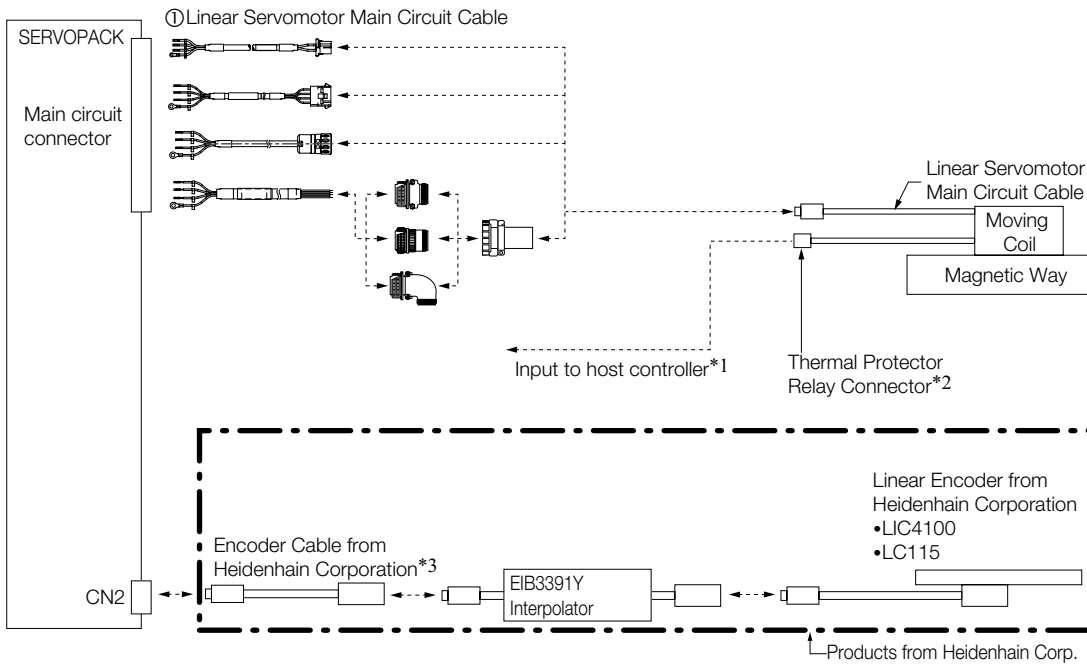 ①Linear Servomotor Main Circuit Cable
SERVOPACK
Main circuit
connector
Linear Servomotor
Main Circuit Cable
Moving
Coil
Magnetic Way
Input to host controller*1
Thermal Protector
Relay Connector*2
Linear Encoder from
Heidenhain Corporation
•LIC4100
•LC115
Encoder Cable from
Heidenhain Corporation*3
EIB3391Y
Interpolator
CN2
Products from Heidenhain Corp.